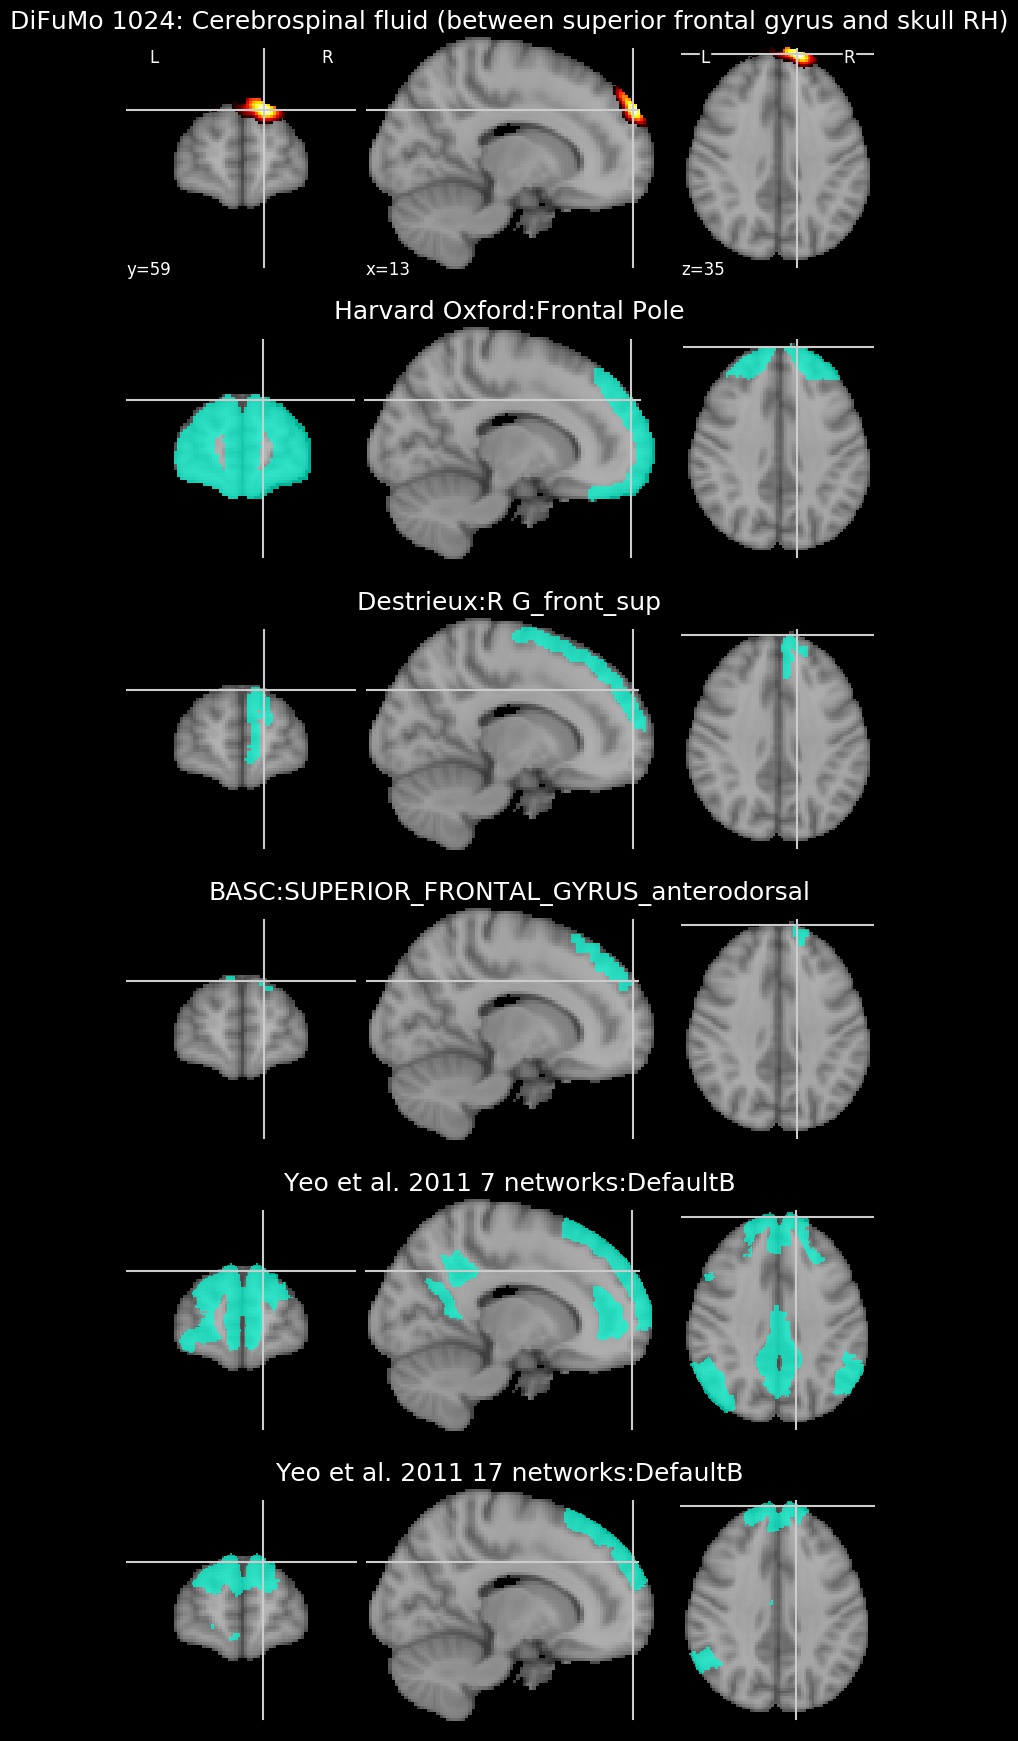 DiFuMo 1024: Cerebrospinal fluid (between superior frontal gyrus and skull RH)
L R L R
y=59 x=13 z=35
Harvard Oxford:Frontal Pole
Destrieux:R G_front_sup
BASC:SUPERIOR_FRONTAL_GYRUS_anterodorsal
Yeo et al. 2011 7 networks:DefaultB
Yeo et al. 2011 17 networks:DefaultB